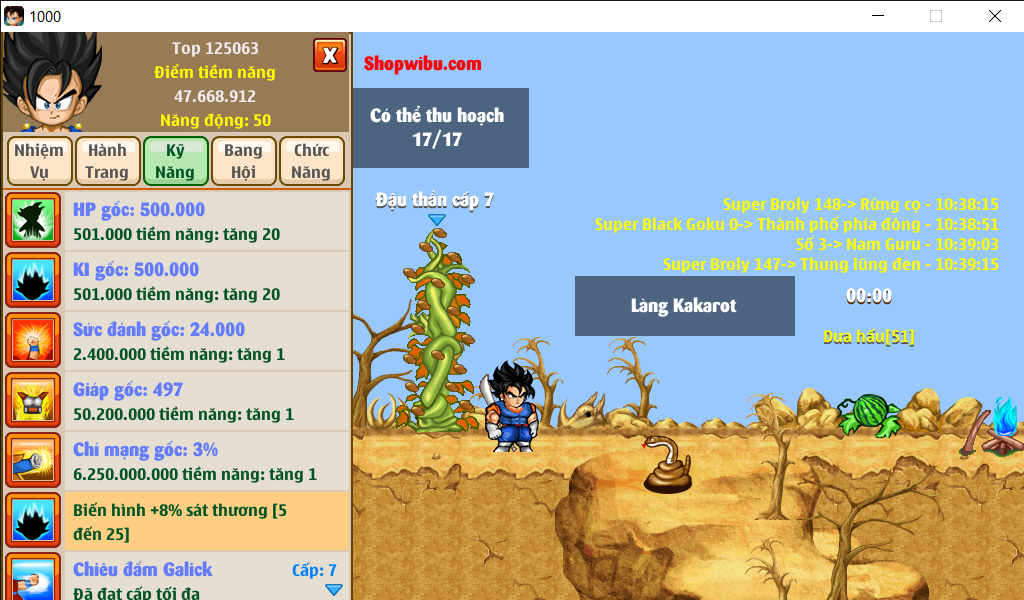 1000
Top 125063
Điểm tiềm năng
47.668.912
Năng động: 50
X
Nhiệm
Vụ
Hành
Trang
Kỹ
Năng
Bang
Hội
Chức
Năng
HP gốc: 500.000
501.000 tiềm năng: tăng 20
KI gốc: 500.000
501.000 tiềm năng: tăng 20
Sức đánh gốc: 24.000
2.400.000 tiềm năng: tăng 1
Giáp gốc: 497
50.200.000 tiềm năng: tăng 1
Chí mạng gốc: 3%
6.250.000.000 tiềm năng: tăng 1
Biến hình +8% sát thương [5
đến 25]
Chiêu đấm Galick
Cấp: 7
Đã đạt cấp tối đa
Shopwibu.com
Có thể thu hoạch
17/17
Đậu thần cấp 7
Super Broly 148-> Rừng cọ - 10:38:15
Super Black Goku 0-> Thành phố phía đông - 10:38:51
Số 3-> Nam Guru - 10:39:03
Super Broly 147-> Thung lũng đen - 10:39:15
Làng Kakarot
00:00
Dưa hấu[51]